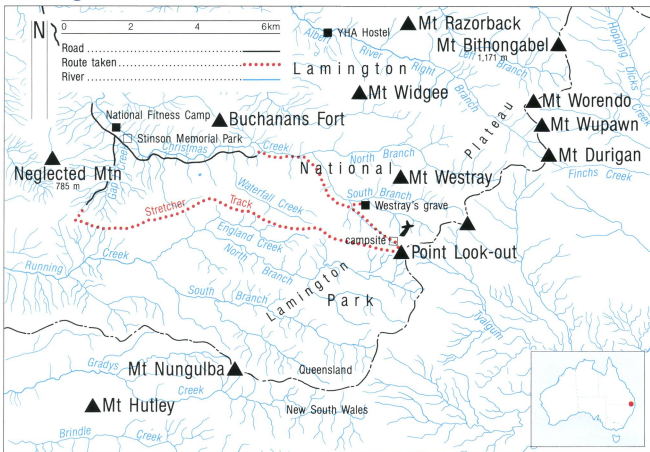 N
0 2 4 6km
Road
Route taken
River
YHA Hostel
Albert River Right Branch
Left Branch
Mt Razorback
Mt Bithongabel
1,171 m
Hopping Dicks Creek
Lamington
Mt Widgee
Plateau
Mt Worendo
Mt Wupawn
Mt Durigan
Finchs Creek
National Fitness Camp
Stinson Memorial Park
Buchanans Fort
Christmas Creek
North Branch
National
Neglected Mtn
785 m
Mt Westray
South Branch
Westray's grave
Stretcher Track
Waterfall Creek
campsite
Point Look-out
England Creek
North Branch
Running Creek
South Branch
Lamington
Park
Tyalgum
Gradys Creek
Mt Nungulba
Queensland
New South Wales
Mt Hutley
Brindle Creek